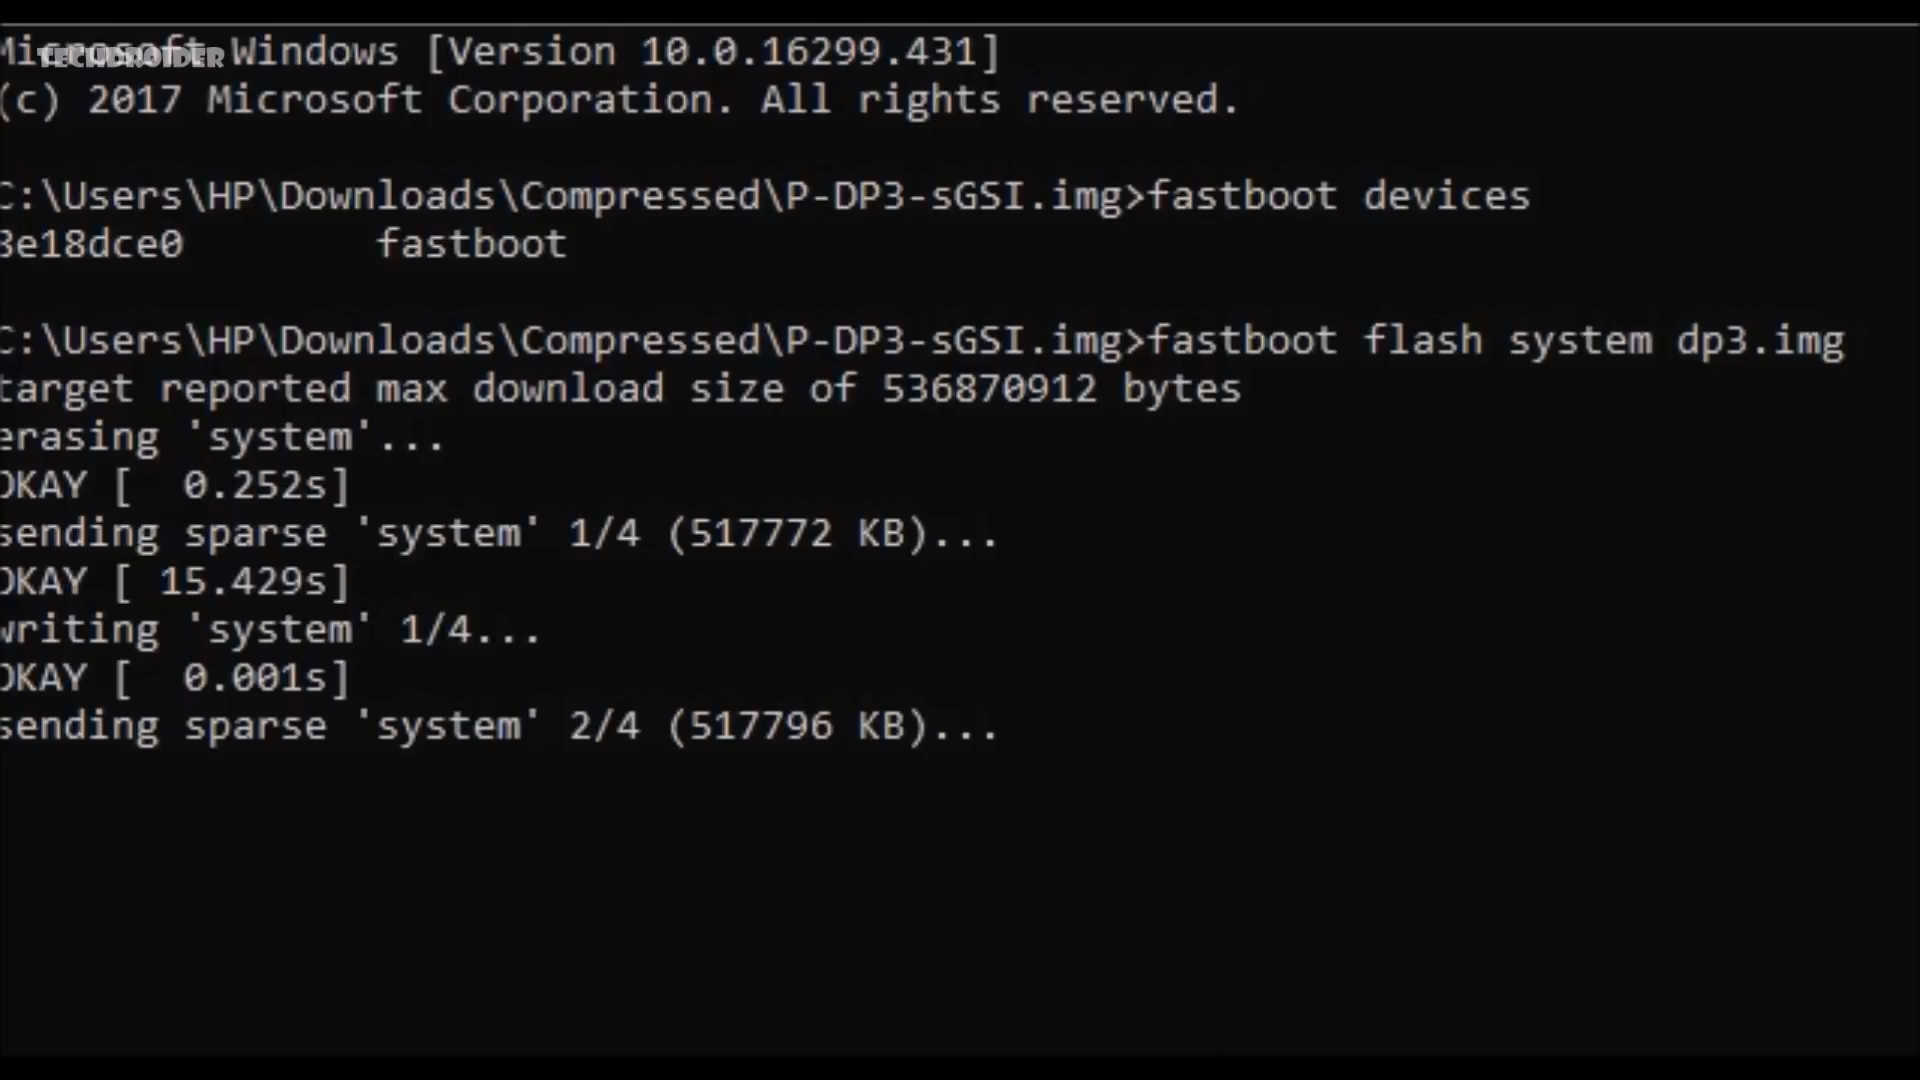 TECHDROIDER
Microsoft Windows [Version 10.0.16299.431]
(c) 2017 Microsoft Corporation. All rights reserved.
C:\Users\HP\Downloads\Compressed\P-DP3-sGSI.img>fastboot devices
3e18dce0 fastboot
C:\Users\HP\Downloads\Compressed\P-DP3-sGSI.img>fastboot flash system dp3.img
target reported max download size of 536870912 bytes
erasing 'system'...
OKAY [ 0.252s]
sending sparse 'system' 1/4 (517772 KB)...
OKAY [ 15.429s]
writing 'system' 1/4...
OKAY [ 0.001s]
sending sparse 'system' 2/4 (517796 KB)...